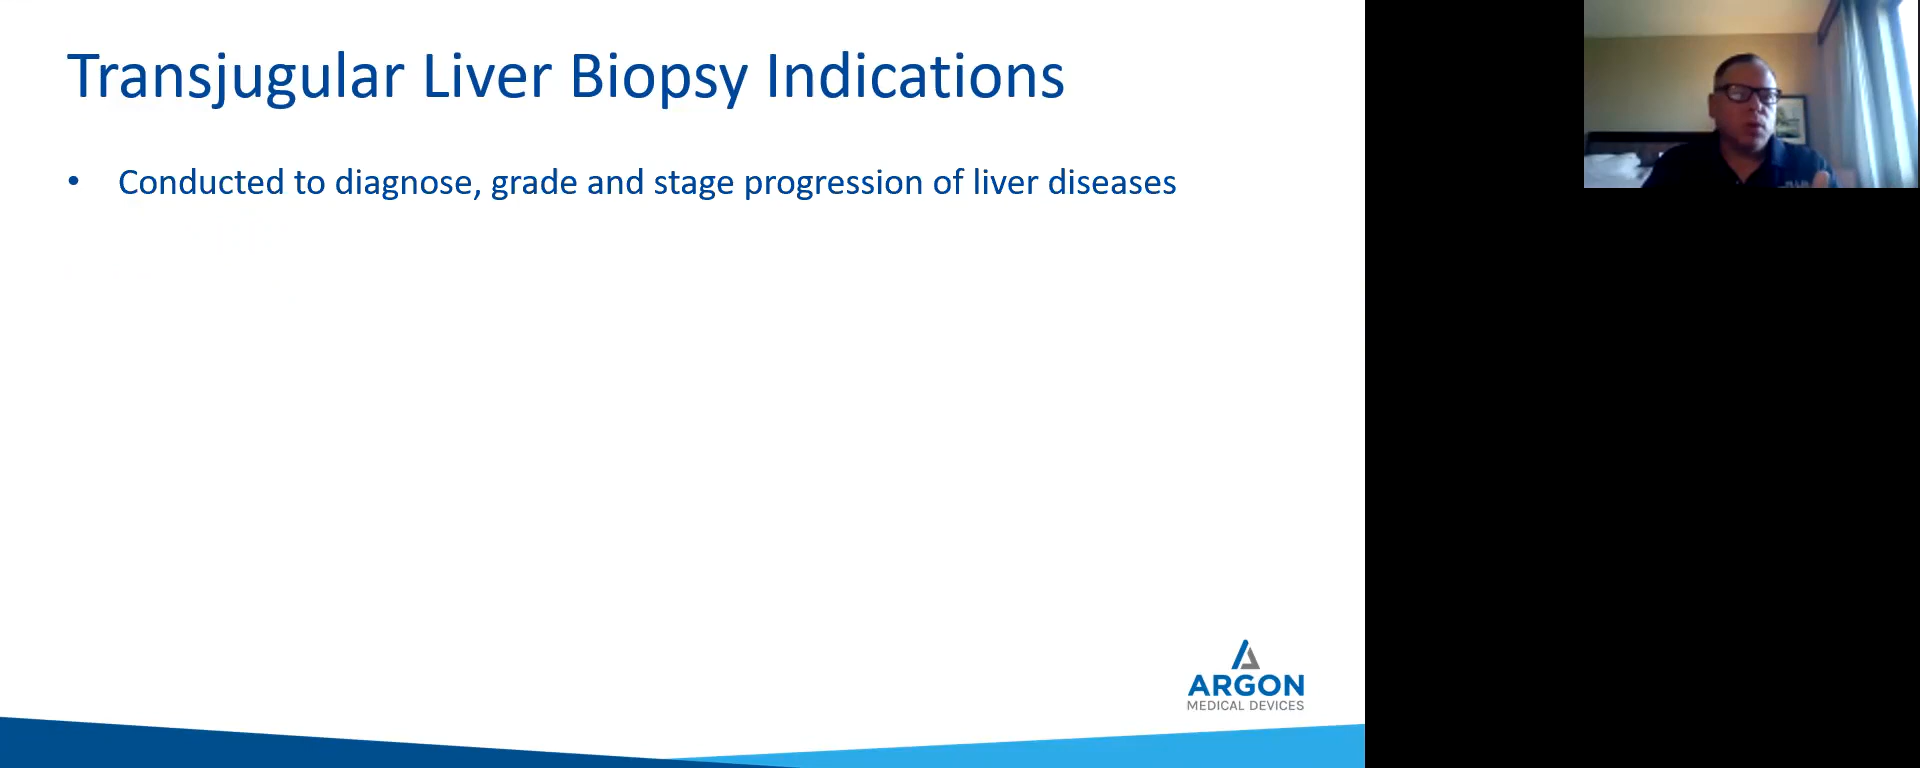 Transjugular Liver Biopsy Indications
• Conducted to diagnose, grade and stage progression of liver diseases
ARGON
MEDICAL DEVICES